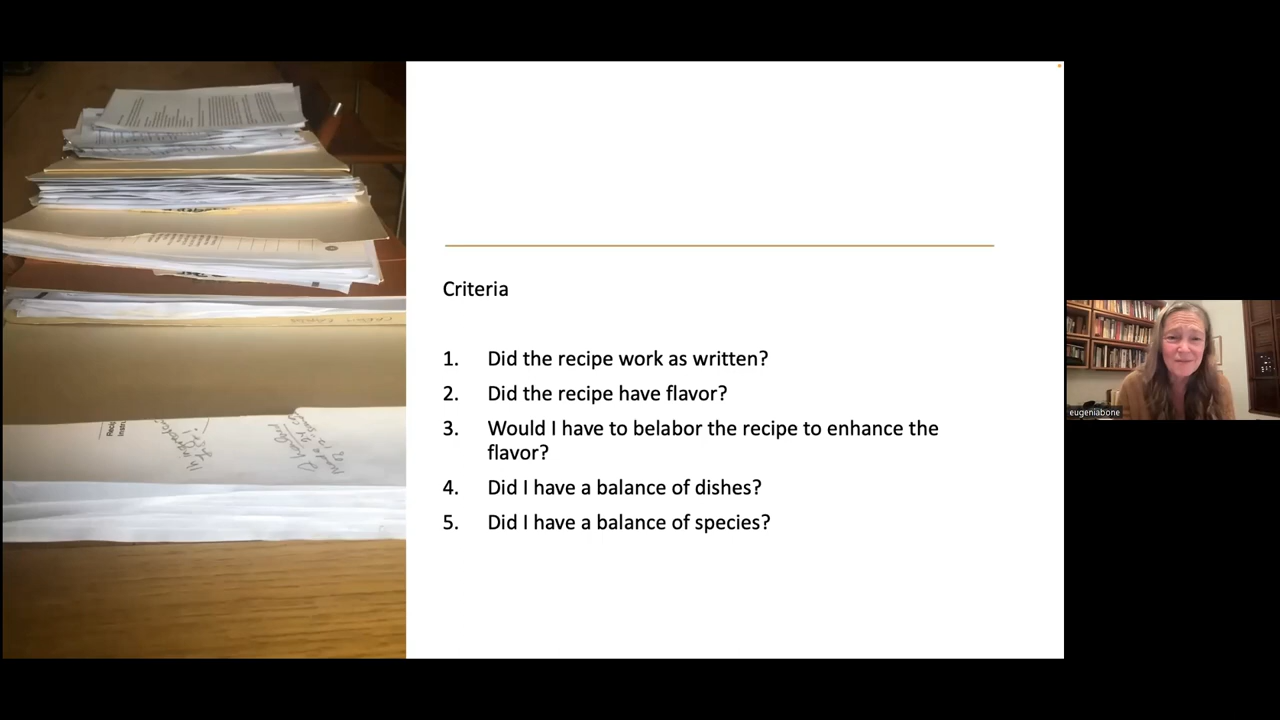 Criteria
1. Did the recipe work as written?
2. Did the recipe have flavor?
3. Would I have to belabor the recipe to enhance the
flavor?
4. Did I have a balance of dishes?
5. Did I have a balance of species?
eugeniabone